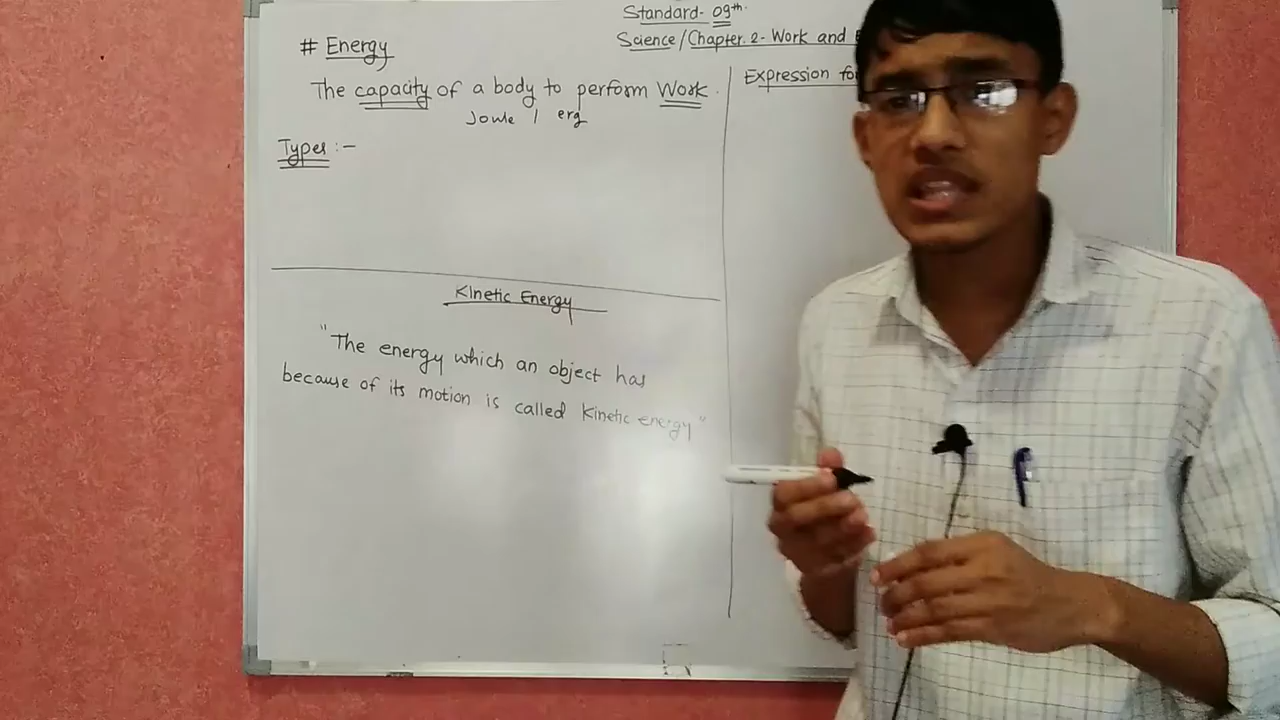 Standard- 09th.
Science/Chapter.2- Work and
# Energy
The capacity of a body to perform Work.
Joule / erg
Types :-
Kinetic Energy
"The energy which an object has
because of its motion is called Kinetic energy"
Expression for